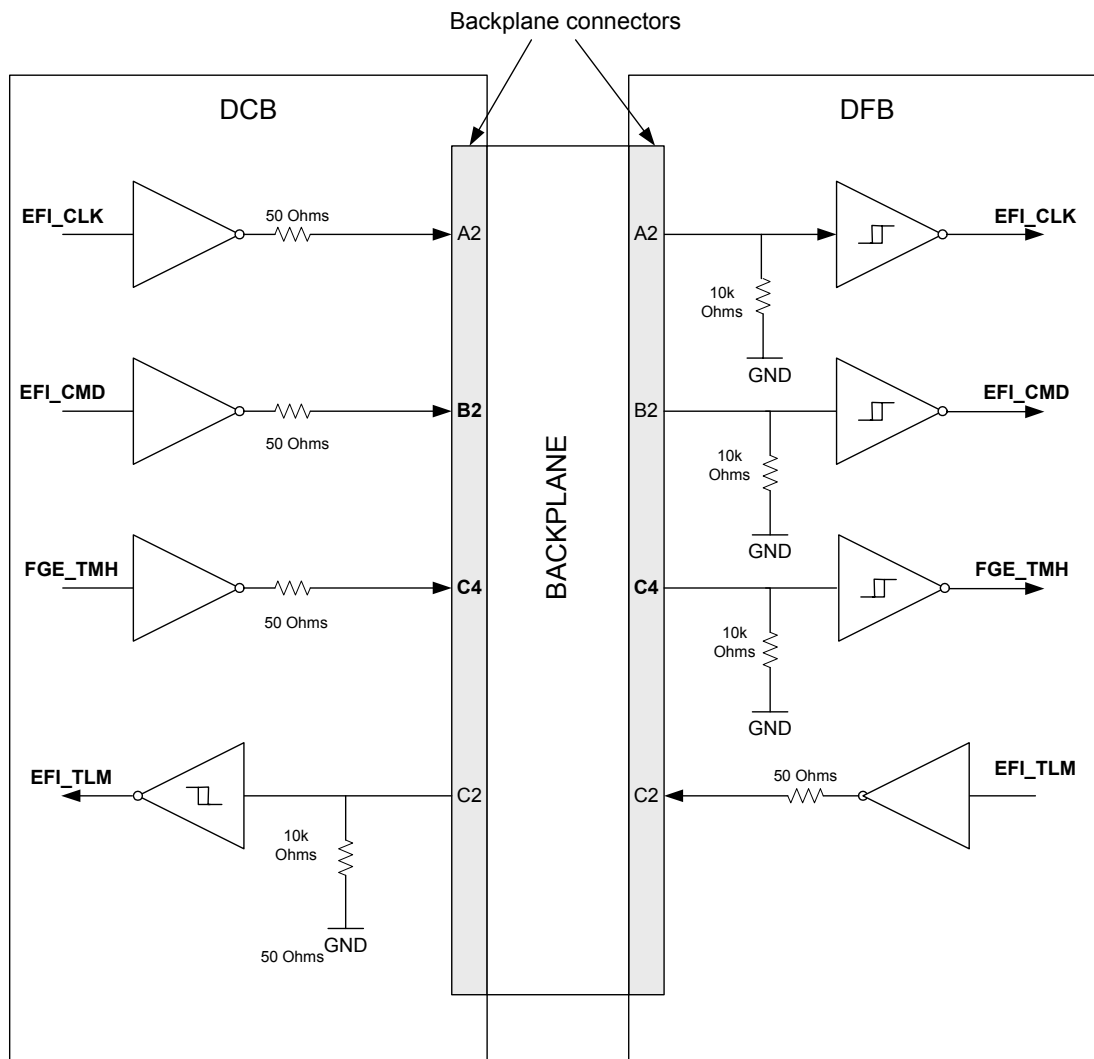 Backplane connectors
DCB
DFB
EFI_CLK
50 Ohms
A2
A2
EFI_CLK
10k
Ohms
GND
EFI_CMD
50 Ohms
B2
B2
EFI_CMD
10k
Ohms
GND
BACKPLANE
FGE_TMH
50 Ohms
C4
C4
FGE_TMH
10k
Ohms
GND
EFI_TLM
C2
C2
50 Ohms
EFI_TLM
10k
Ohms
GND
50 Ohms